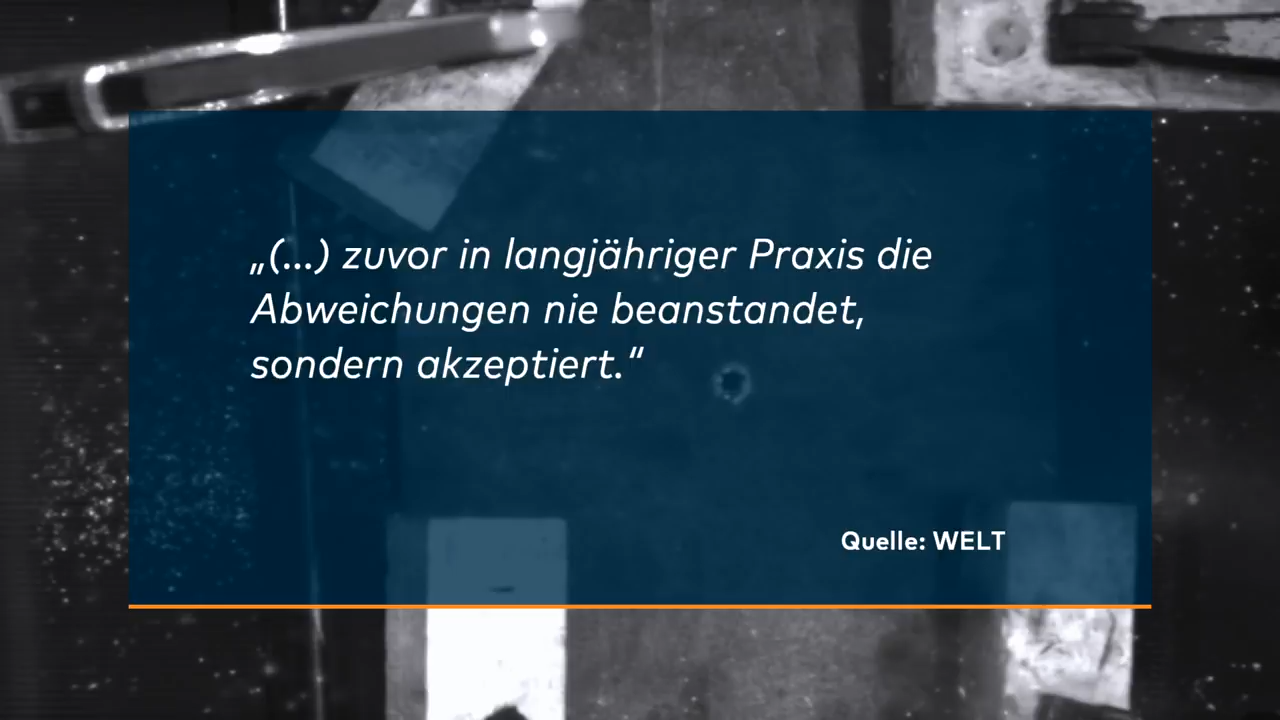 „(...) zuvor in langjähriger Praxis die
Abweichungen nie beanstandet,
sondern akzeptiert.“
Quelle: WELT